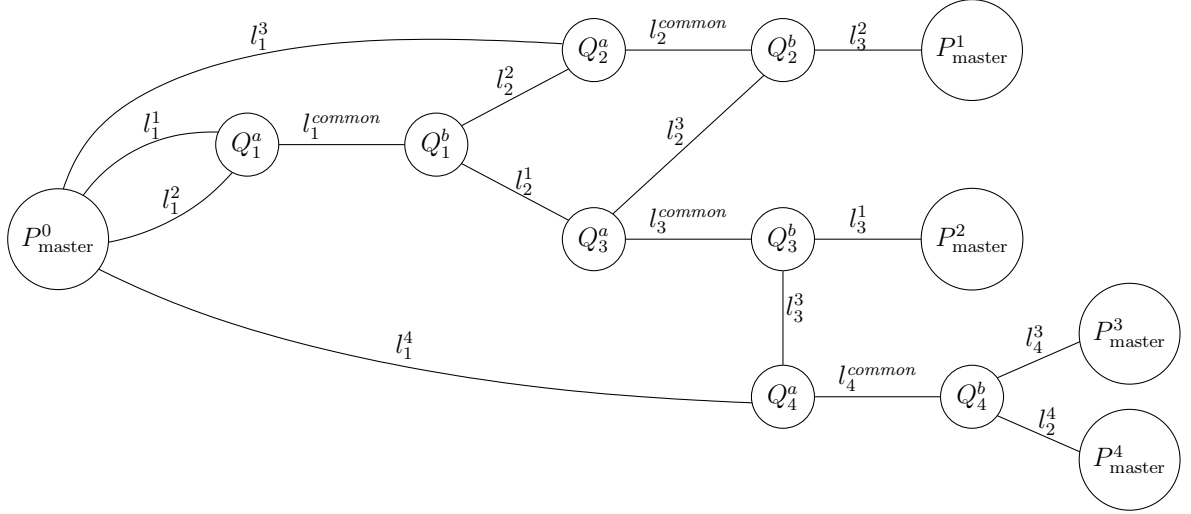 l_1^3
Q_2^a
l_2^{common}
Q_2^b
l_3^2
P_{master}^1
l_2^2
l_1^1
Q_1^a
l_1^{common}
Q_1^b
l_2^3
l_2^1
l_1^2
P_{master}^0
Q_3^a
l_3^{common}
Q_3^b
l_3^1
P_{master}^2
l_3^3
l_1^4
Q_4^a
l_4^{common}
Q_4^b
l_4^3
P_{master}^3
l_2^4
P_{master}^4